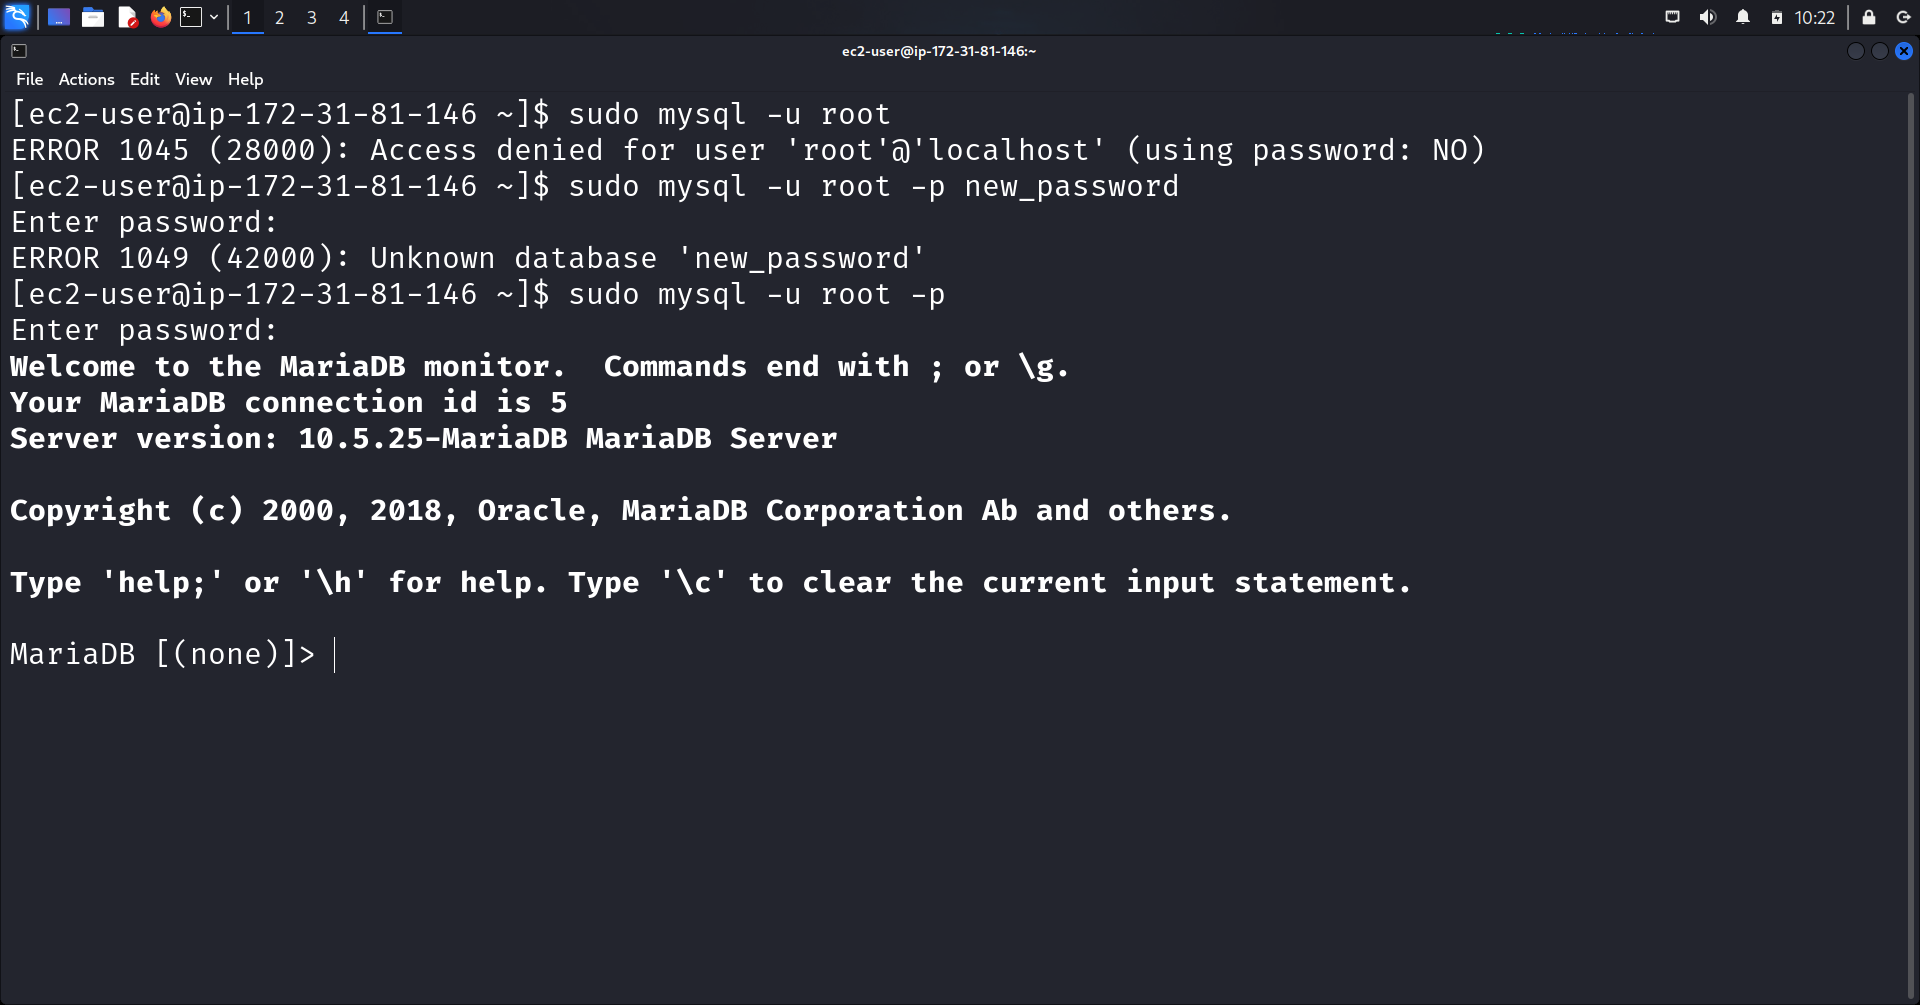 1 2 3 4 10:22
ec2-user@ip-172-31-81-146:~
File Actions Edit View Help
[ec2-user@ip-172-31-81-146 ~]$ sudo mysql -u root
ERROR 1045 (28000): Access denied for user 'root'@'localhost' (using password: NO)
[ec2-user@ip-172-31-81-146 ~]$ sudo mysql -u root -p new_password
Enter password:
ERROR 1049 (42000): Unknown database 'new_password'
[ec2-user@ip-172-31-81-146 ~]$ sudo mysql -u root -p
Enter password:
Welcome to the MariaDB monitor.  Commands end with ; or \g.
Your MariaDB connection id is 5
Server version: 10.5.25-MariaDB MariaDB Server
Copyright (c) 2000, 2018, Oracle, MariaDB Corporation Ab and others.
Type 'help;' or '\h' for help. Type '\c' to clear the current input statement.
MariaDB [(none)]>